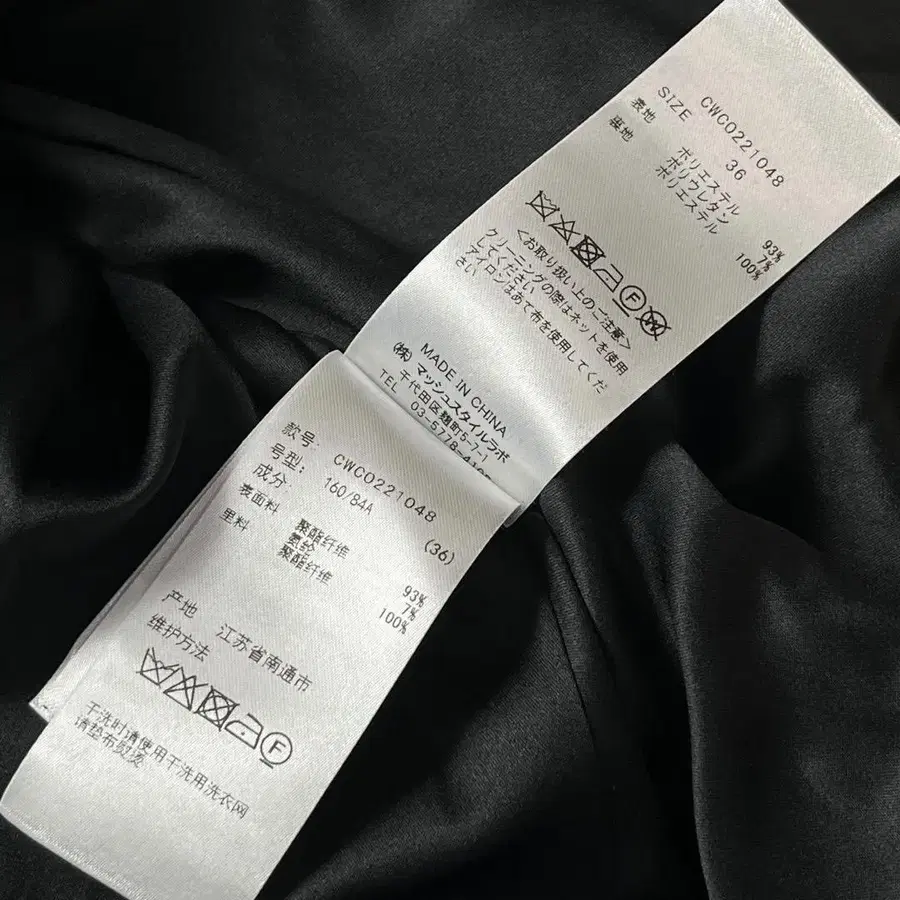 CWCO221048
SIZE 36
表地 ポリエステル 93%
ポリウレタン 7%
裏地 ポリエステル 100%
<お取り扱い上のご注意>
クリーニングの際はネットを使用
してください
アイロンはあて布を使用してくだ
さい
MADE IN CHINA
(株)マッシュスタイルラボ
千代田区麹町5-7-1
TEL 03-5778-
款号: CWCO221048
号型: 160/84A (36)
成分:
表面料 聚酯纤维 93%
氨纶 7%
里料 聚酯纤维 100%
产地 江苏省南通市
维护方法
F
干洗时请使用干洗用洗衣网
请垫布熨烫